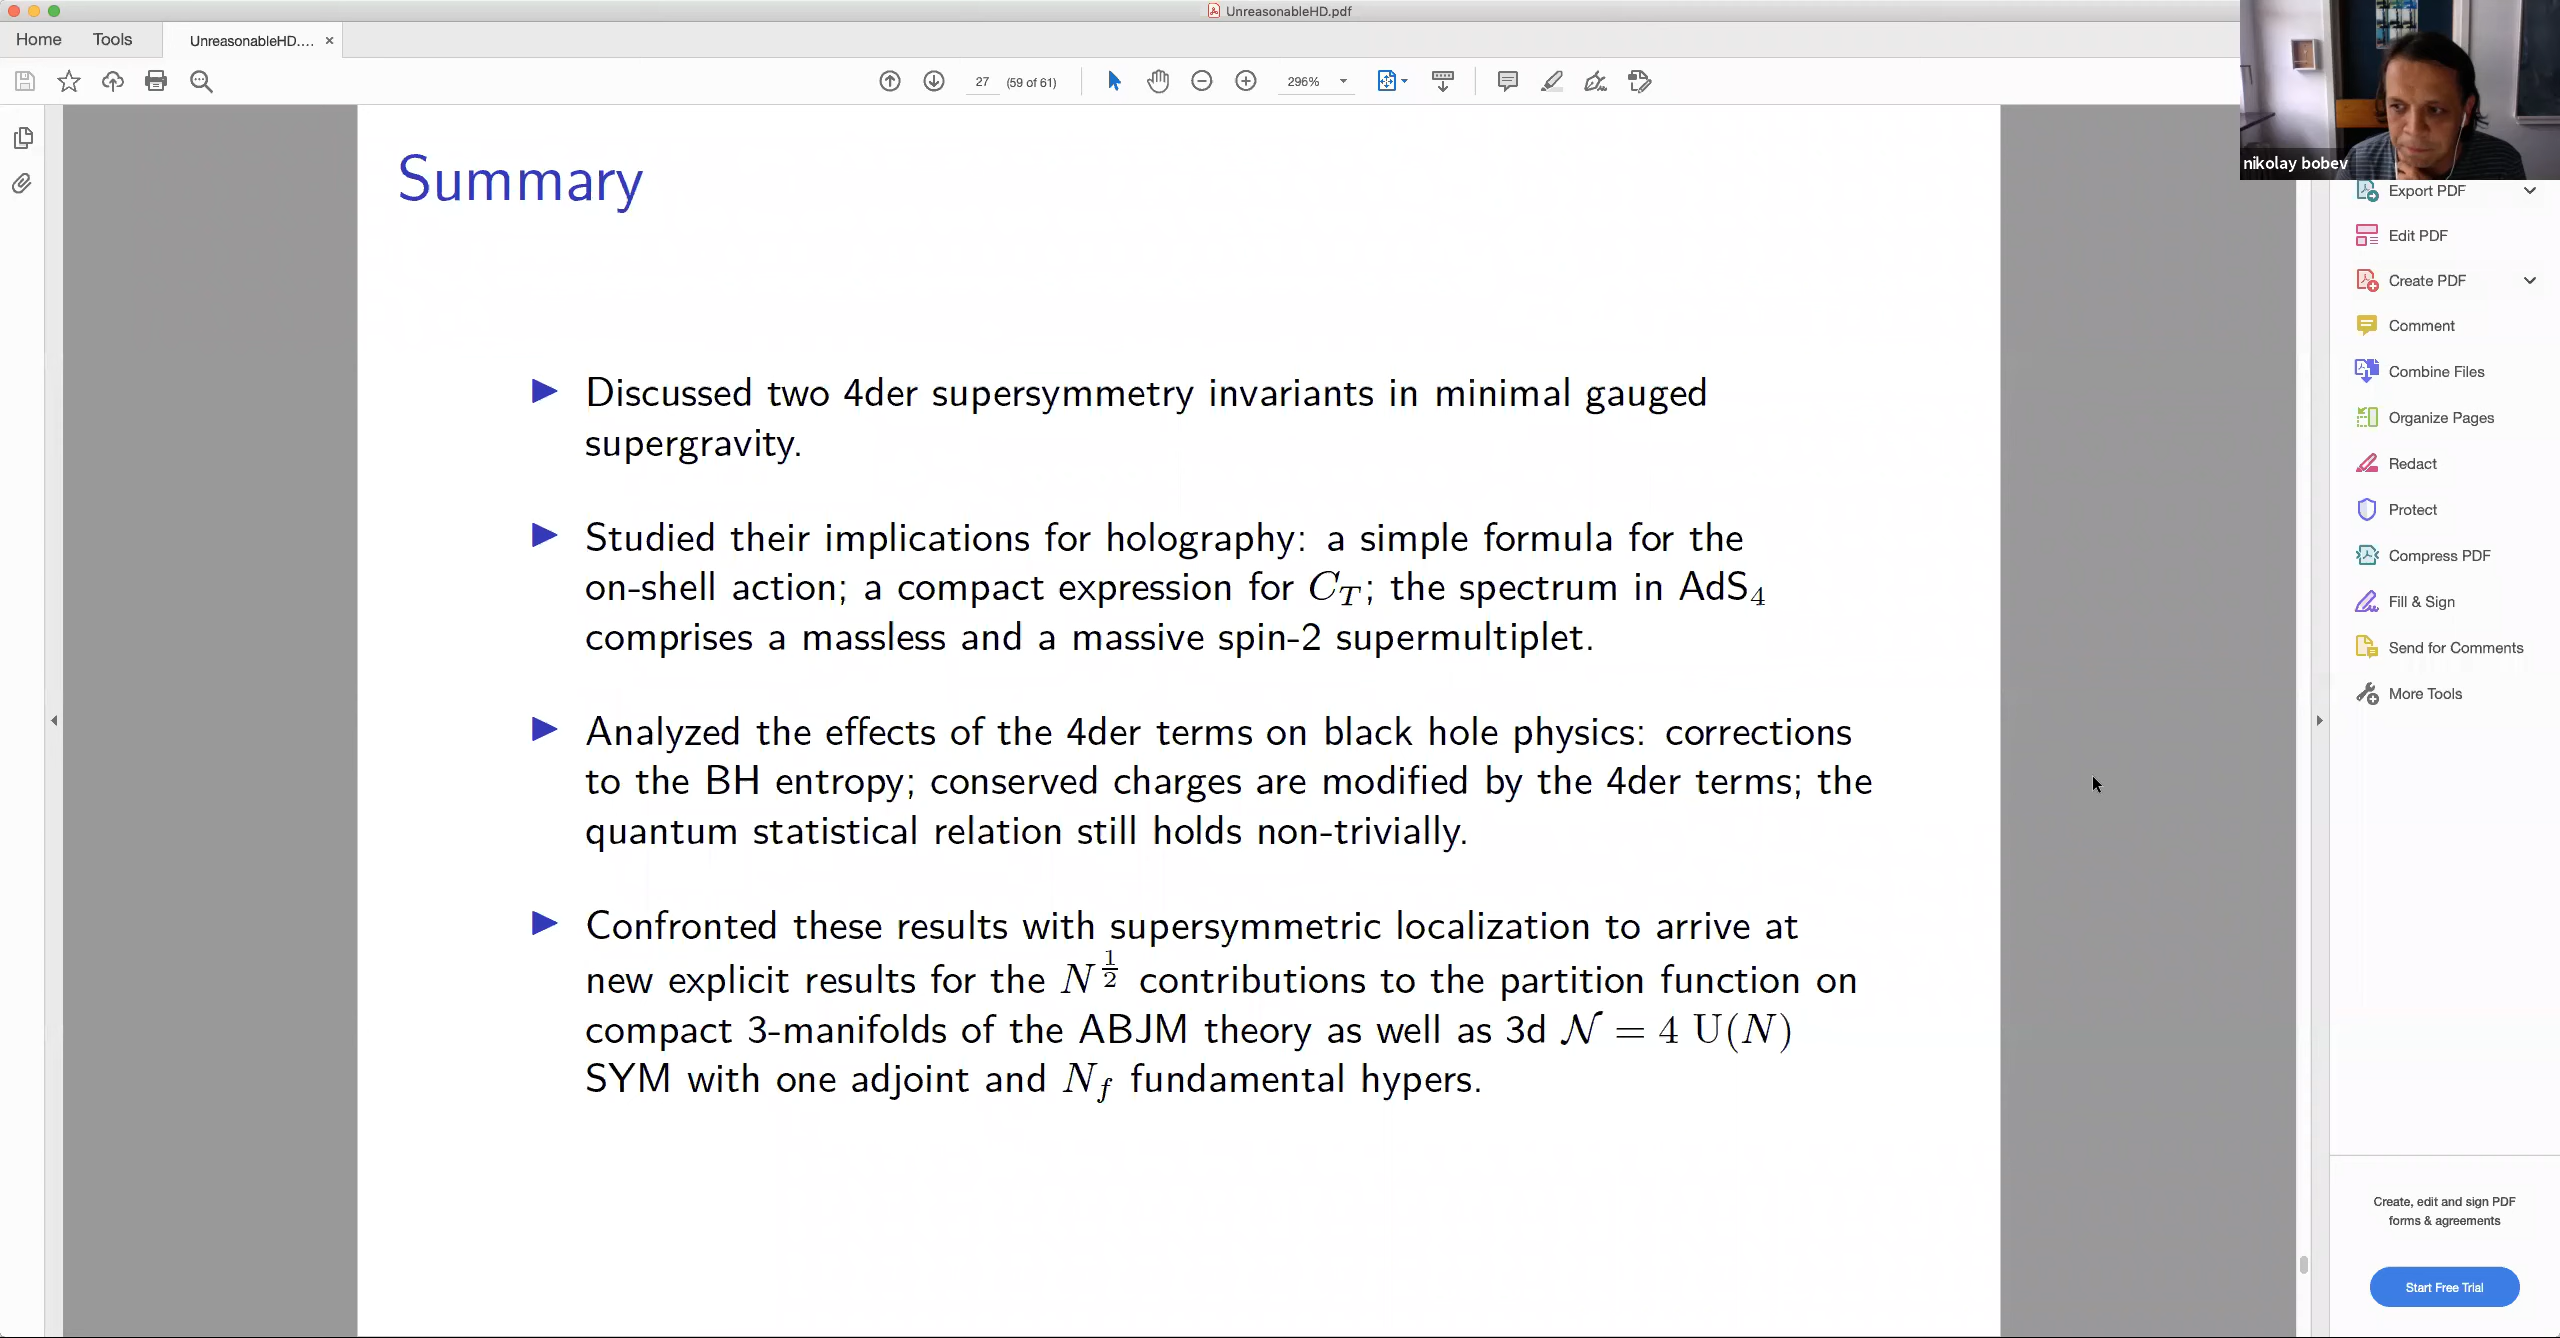 UnreasonableHD.pdf
Home Tools UnreasonableHD.... ×
27 (59 of 61) 296%
nikolay bobev
Summary
▶ Discussed two 4der supersymmetry invariants in minimal gauged
supergravity.
▶ Studied their implications for holography: a simple formula for the
on-shell action; a compact expression for $C_T$; the spectrum in AdS$_4$
comprises a massless and a massive spin-2 supermultiplet.
▶ Analyzed the effects of the 4der terms on black hole physics: corrections
to the BH entropy; conserved charges are modified by the 4der terms; the
quantum statistical relation still holds non-trivially.
▶ Confronted these results with supersymmetric localization to arrive at
new explicit results for the $N^{\frac{1}{2}}$ contributions to the partition function on
compact 3-manifolds of the ABJM theory as well as 3d $\mathcal{N} = 4$ U($N$)
SYM with one adjoint and $N_f$ fundamental hypers.
Export PDF
Edit PDF
Create PDF
Comment
Combine Files
Organize Pages
Redact
Protect
Compress PDF
Fill & Sign
Send for Comments
More Tools
Create, edit and sign PDF
forms & agreements
Start Free Trial